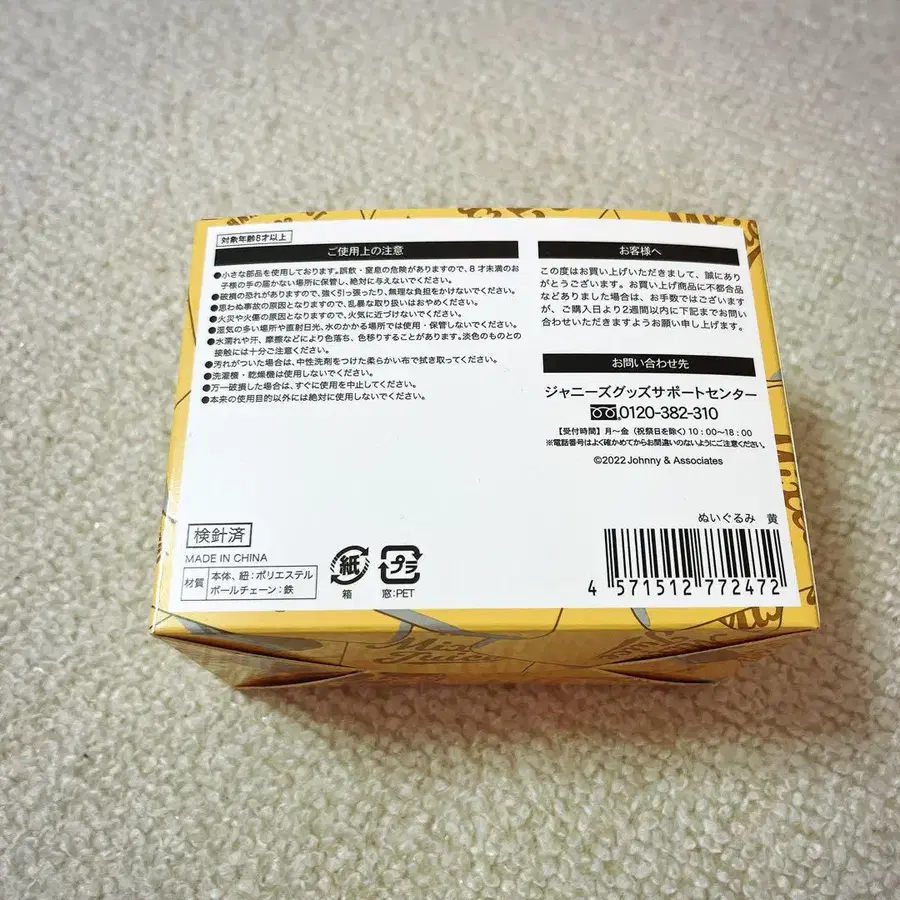 対象年齢8才以上
ご使用上の注意
●小さな部品を使用しております。誤飲・窒息の危険がありますので、8才未満のお
子様の手の届かない場所に保管し、絶対に与えないでください。
●破損の恐れがありますので、強く引っ張ったり、無理な負担をかけないでください。
●思わぬ事故の原因となりますので、乱暴な取り扱いはおやめください。
●火災や火傷の原因となりますので、火気に近づけないでください。
●湿気の多い場所や直射日光、水のかかる場所では使用・保管しないでください。
●水濡れや汗、摩擦などにより色落ち、色移りすることがあります。淡色のものとの
接触には十分ご注意ください。
●汚れがついた場合は、中性洗剤をつけた柔らかい布で拭き取ってください。
●洗濯機・乾燥機は使用しないでください。
●万一破損した場合は、すぐに使用を中止してください。
●本来の使用目的以外には絶対に使用しないでください。
お客様へ
この度はお買い上げいただきまして、誠にあり
がとうございます。お買い上げ商品に不都合品
などありました場合は、お手数ではございます
が、ご購入日より2週間以内に下記までお問い
合わせいただきますようお願い申し上げます。
お問い合わせ先
ジャニーズグッズサポートセンター
0120-382-310
【受付時間】月〜金（祝祭日を除く）10：00〜18：00
※電話番号はよく確かめてからお間違いのないようにご注意ください。
©2022 Johnny & Associates
ぬいぐるみ 黄
4 571512 772472
検針済
MADE IN CHINA
材質
本体、紐：ポリエステル
ボールチェーン：鉄
紙
箱
プラ
窓:PET
Mix
Juice